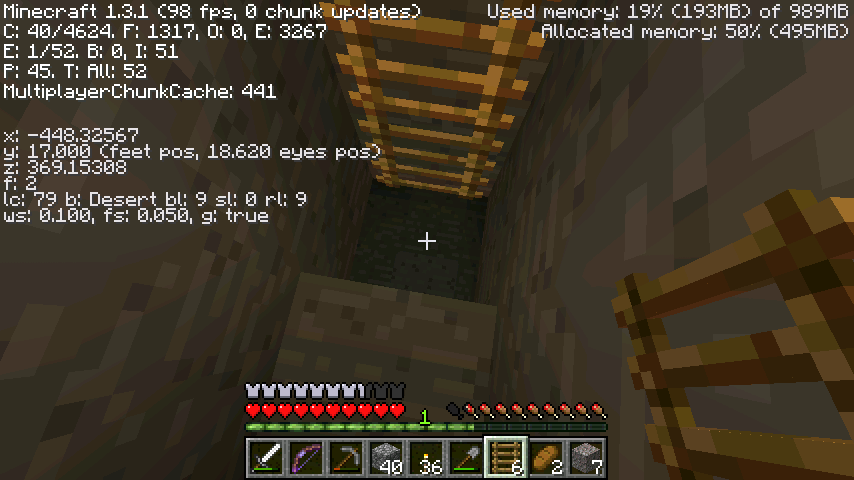 Minecraft 1.3.1 (98 fps, 0 chunk updates)
Used memory: 19% (193MB) of 989MB
C: 40/4624. F: 1317, O: 0, E: 3267
Allocated memory: 50% (495MB)
E: 1/52. B: 0, I: 51
P: 45. T: All: 52
MultiplayerChunkCache: 441
x: -448.32567
y: 17.000 (feet pos, 18.620 eyes pos)
z: 369.15308
f: 2
lc: 79 b: Desert bl: 9 sl: 0 rl: 9
ws: 0.100, fs: 0.050, g: true
1
40 36 6 2 7